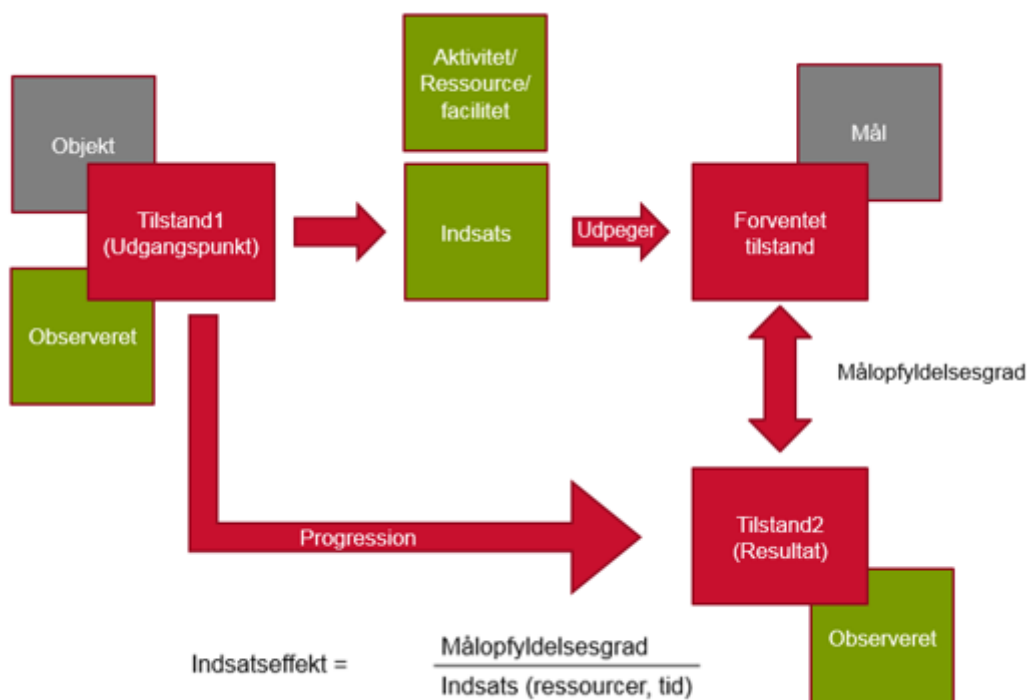 Aktivitet/
Ressource/
facilitet
Objekt
Mål
Tilstand1
(Udgangspunkt)
Indsats
Udpeger
Forventet
tilstand
Observeret
Målopfyldelsesgrad
Progression
Tilstand2
(Resultat)
Observeret
Indsatseffekt =
Målopfyldelsesgrad
Indsats (ressourcer, tid)